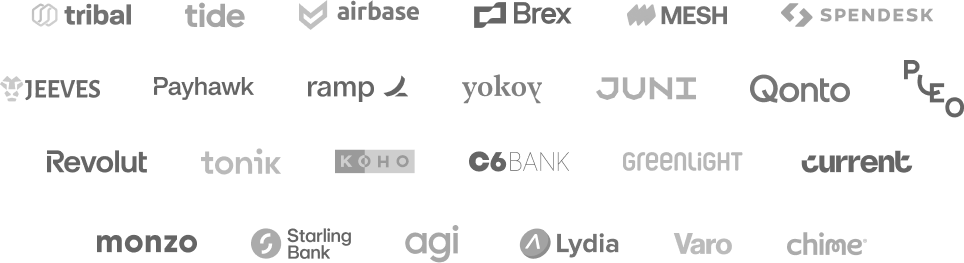 tribal tide airbase Brex MESH SPENDESK
JEEVES Payhawk ramp yokoy JUNI Qonto PLEO
Revolut tonik KOHO C6BANK GREENLIGHT current
monzo Starling Bank agi Lydia Varo chime